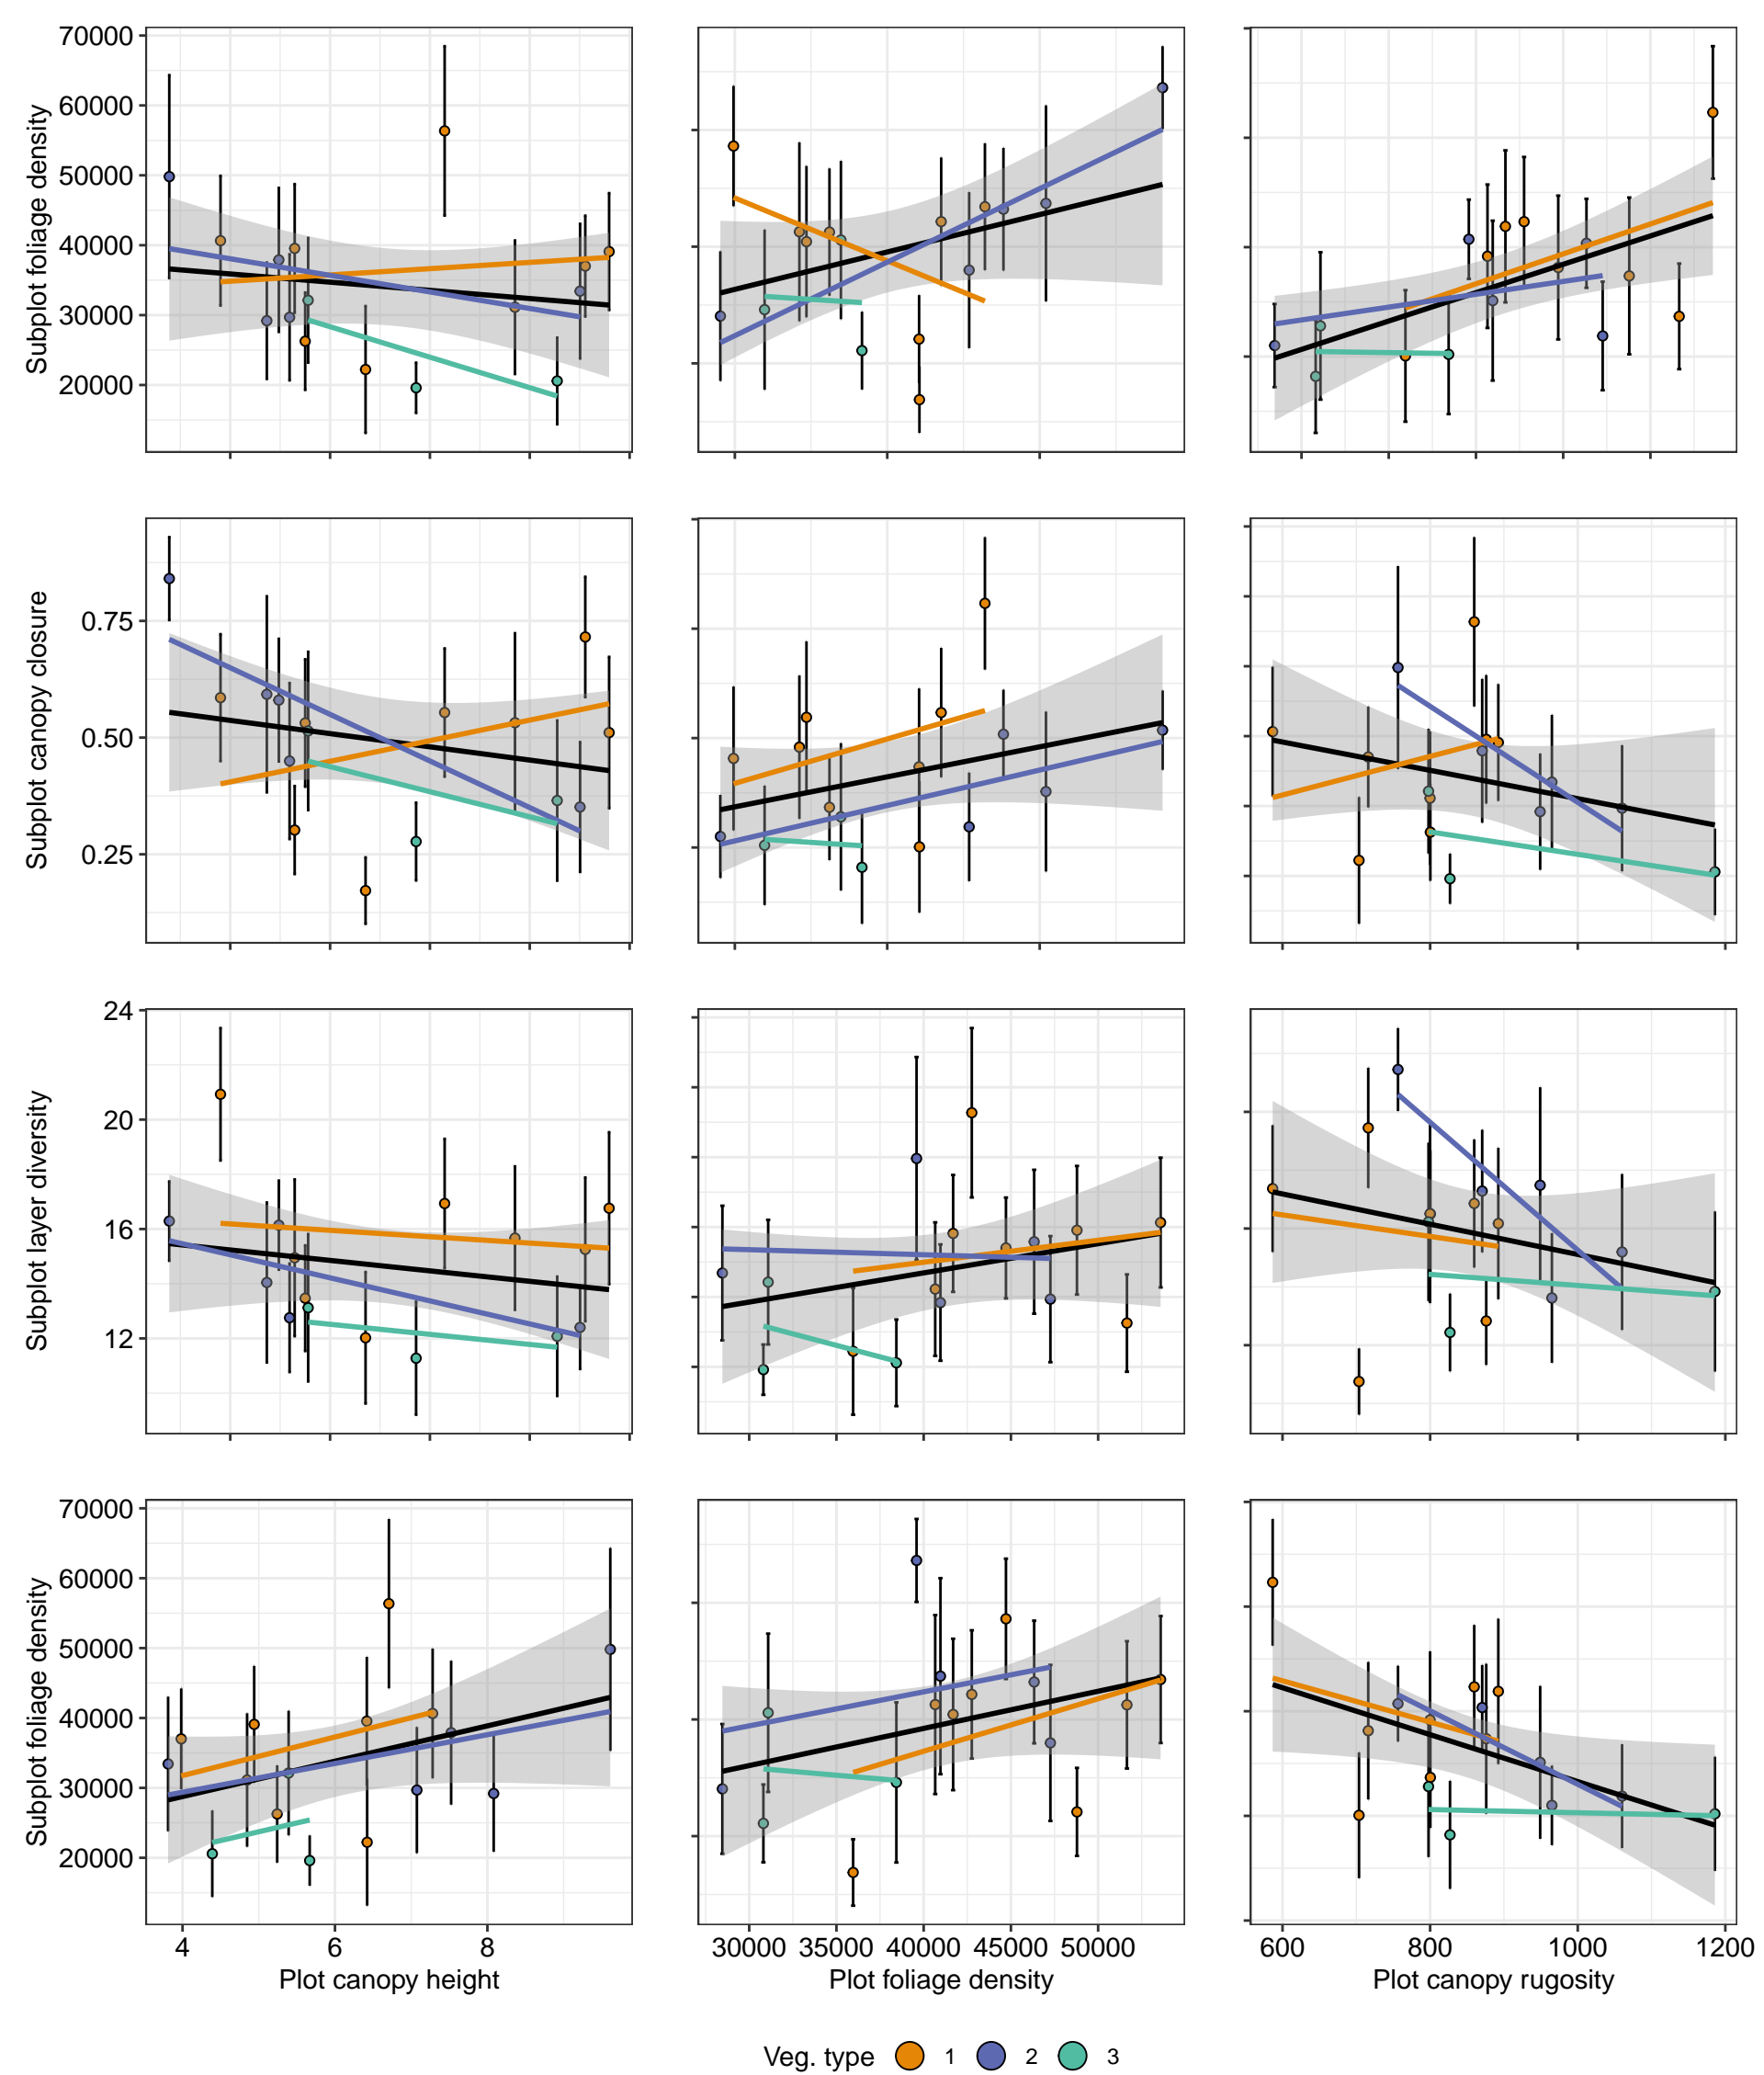 70000
60000
50000
40000
30000
20000
Subplot foliage density
0.75
0.50
0.25
Subplot canopy closure
24
20
16
12
Subplot layer diversity
70000
60000
50000
40000
30000
20000
Subplot foliage density
4 6 8
30000 35000 40000 45000 50000
600 800 1000 1200
Plot canopy height
Plot foliage density
Plot canopy rugosity
Veg. type 1 2 3